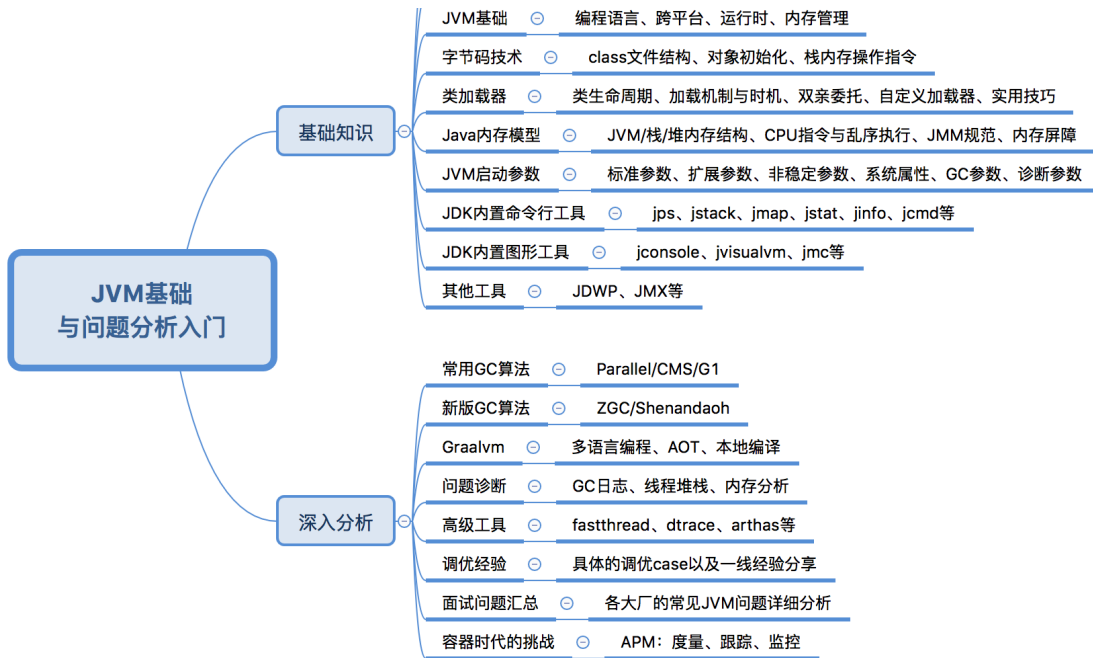 JVM基础
与问题分析入门
基础知识
JVM基础 编程语言、跨平台、运行时、内存管理
字节码技术 class文件结构、对象初始化、栈内存操作指令
类加载器 类生命周期、加载机制与时机、双亲委托、自定义加载器、实用技巧
Java内存模型 JVM/栈/堆内存结构、CPU指令与乱序执行、JMM规范、内存屏障
JVM启动参数 标准参数、扩展参数、非稳定参数、系统属性、GC参数、诊断参数
JDK内置命令行工具 jps、jstack、jmap、jstat、jinfo、jcmd等
JDK内置图形工具 jconsole、jvisualvm、jmc等
其他工具 JDWP、JMX等
深入分析
常用GC算法 Parallel/CMS/G1
新版GC算法 ZGC/Shenandaoh
Graalvm 多语言编程、AOT、本地编译
问题诊断 GC日志、线程堆栈、内存分析
高级工具 fastthread、dtrace、arthas等
调优经验 具体的调优case以及一线经验分享
面试问题汇总 各大厂的常见JVM问题详细分析
容器时代的挑战 APM：度量、跟踪、监控